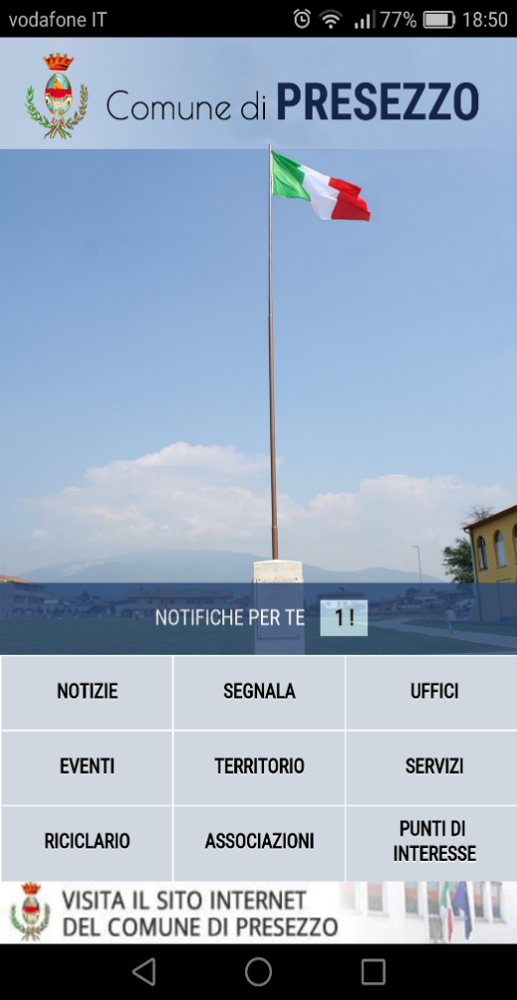 vodafone IT 77% 18:50
Comune di PRESEZZO
NOTIFICHE PER TE 1 !
NOTIZIE SEGNALA UFFICI
EVENTI TERRITORIO SERVIZI
RICICLARIO ASSOCIAZIONI PUNTI DI
INTERESSE
VISITA IL SITO INTERNET
DEL COMUNE DI PRESEZZO